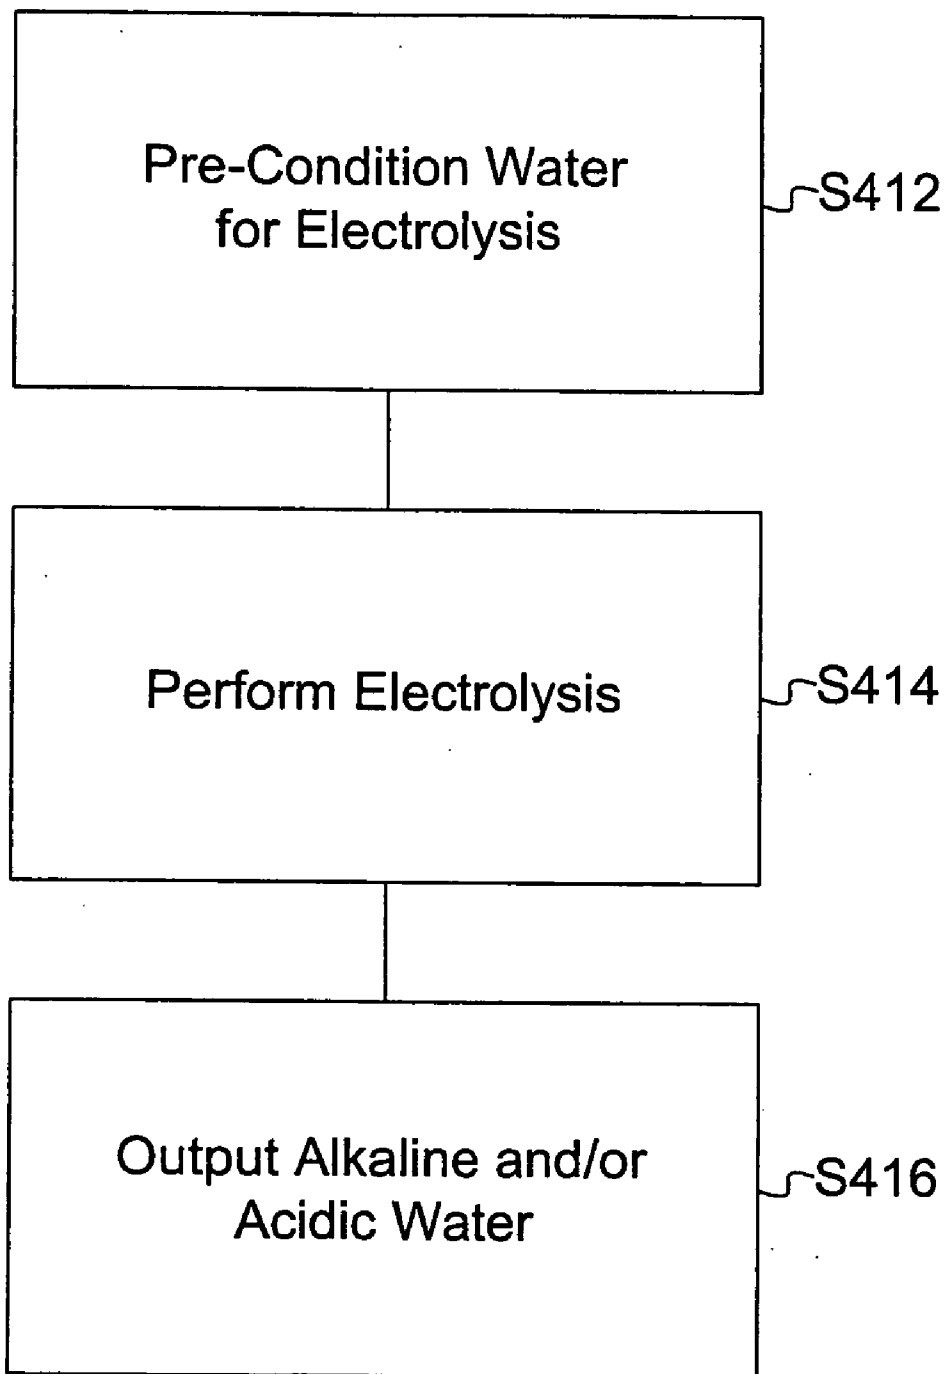 Pre-Condition Water
for Electrolysis
S412
Perform Electrolysis
S414
Output Alkaline and/or
Acidic Water
S416